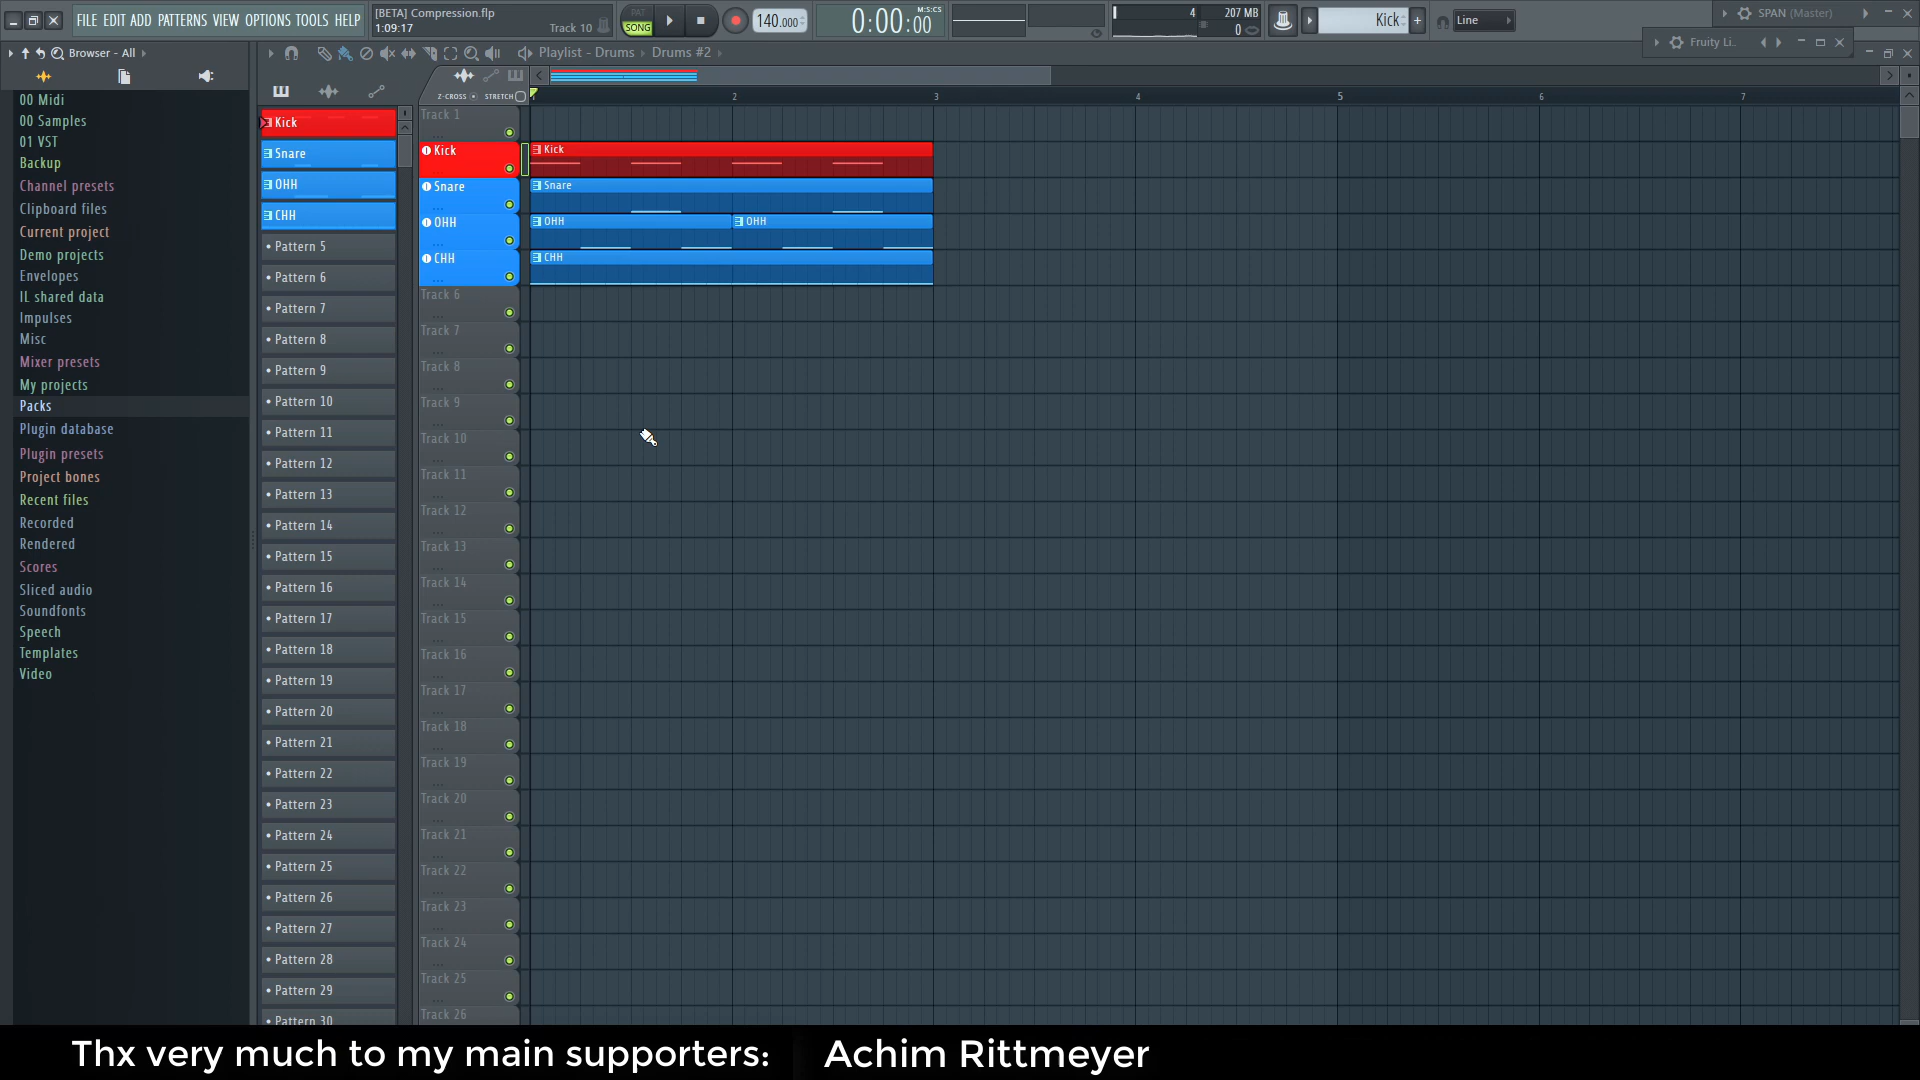 FILE EDIT ADD PATTERNS VIEW OPTIONS TOOLS HELP
[BETA] Compression.flp
1:09:17
Track 10
PAT
SONG
140.000
M:S:CS
0:00:00
4
207 MB
0
Kick
+
Line
SPAN (Master)
Fruity Li..
Browser - All
Playlist - Drums
Drums #2
Z-CROSS
STRETCH
1
2
3
4
5
6
7
00 Midi
00 Samples
01 VST
Backup
Channel presets
Clipboard files
Current project
Demo projects
Envelopes
IL shared data
Impulses
Misc
Mixer presets
My projects
Packs
Plugin database
Plugin presets
Project bones
Recent files
Recorded
Rendered
Scores
Sliced audio
Soundfonts
Speech
Templates
Video
Kick
Snare
OHH
CHH
Pattern 5
Pattern 6
Pattern 7
Pattern 8
Pattern 9
Pattern 10
Pattern 11
Pattern 12
Pattern 13
Pattern 14
Pattern 15
Pattern 16
Pattern 17
Pattern 18
Pattern 19
Pattern 20
Pattern 21
Pattern 22
Pattern 23
Pattern 24
Pattern 25
Pattern 26
Pattern 27
Pattern 28
Pattern 29
Pattern 30
Track 1
Kick
Kick
Snare
Snare
OHH
OHH
OHH
CHH
CHH
Track 6
Track 7
Track 8
Track 9
Track 10
Track 11
Track 12
Track 13
Track 14
Track 15
Track 16
Track 17
Track 18
Track 19
Track 20
Track 21
Track 22
Track 23
Track 24
Track 25
Track 26
Thx very much to my main supporters: Achim Rittmeyer